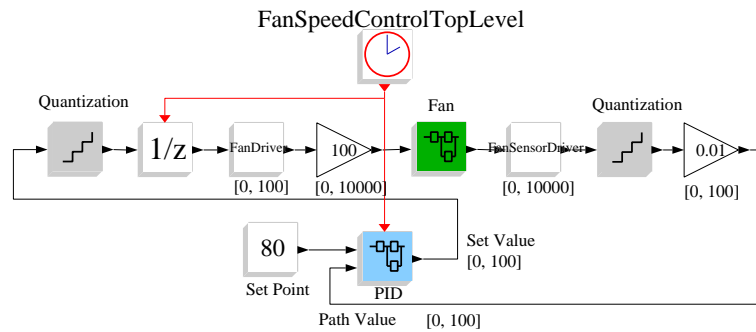 FanSpeedControlTopLevel
Quantization
Fan
Quantization
1/z
FanDriver
100
FanSensorDriver
0.01
[0, 100]
[0, 10000]
[0, 10000]
[0, 100]
80
Set Value
[0, 100]
Set Point
PID
Path Value
[0, 100]